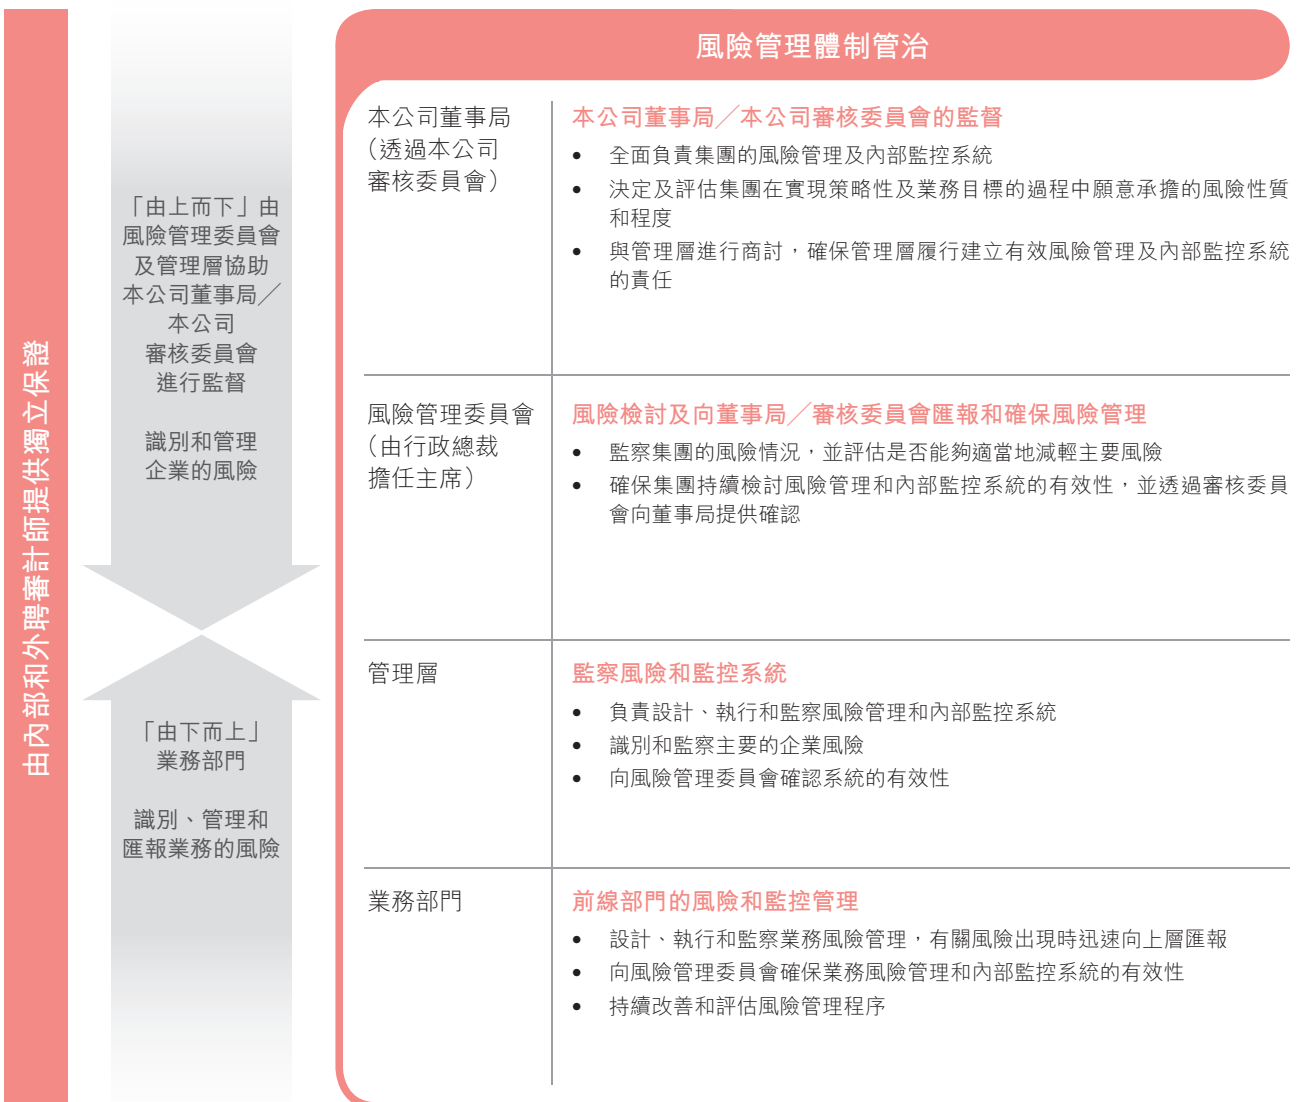 由內部和外聘審計師提供獨立保證
「由上而下」由
風險管理委員會
及管理層協助
本公司董事局／
本公司
審核委員會
進行監督
識別和管理
企業的風險
「由下而上」
業務部門
識別、管理和
匯報業務的風險
風險管理體制管治
本公司董事局
（透過本公司
審核委員會）
本公司董事局／本公司審核委員會的監督
• 全面負責集團的風險管理及內部監控系統
• 決定及評估集團在實現策略性及業務目標的過程中願意承擔的風險性質
和程度
• 與管理層進行商討，確保管理層履行建立有效風險管理及內部監控系統
的責任
風險管理委員會
（由行政總裁
擔任主席）
風險檢討及向董事局／審核委員會匯報和確保風險管理
• 監察集團的風險情況，並評估是否能夠適當地減輕主要風險
• 確保集團持續檢討風險管理和內部監控系統的有效性，並透過審核委員
會向董事局提供確認
管理層
監察風險和監控系統
• 負責設計、執行和監察風險管理和內部監控系統
• 識別和監察主要的企業風險
• 向風險管理委員會確認系統的有效性
業務部門
前線部門的風險和監控管理
• 設計、執行和監察業務風險管理，有關風險出現時迅速向上層匯報
• 向風險管理委員會確保業務風險管理和內部監控系統的有效性
• 持續改善和評估風險管理程序